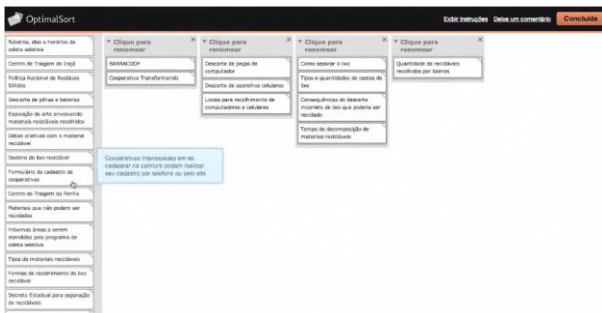 OptimalSort
Exibir instruções Deixe um comentário Concluída
Roteiros, dias e horários da
coleta seletiva
Centro de Triagem de Irajá
Política Nacional de Resíduos
Sólidos
Descarte de pilhas e baterias
Exposição de arte envolvendo
materiais recicláveis recolhidos
Idéias criativas com o material
reciclável
Destino do lixo reciclável
Formulário de cadastro de
cooperativas
Centro de Triagem da Penha
Materiais que não podem ser
reciclados
Próximas áreas a serem
atendidas pelo programa de
coleta seletiva
Tipos de materiais recicláveis
Formas de recolhimento do lixo
reciclável
Decreto Estadual para separação
de recicláveis
Cooperativas interessadas em se
cadastrar na comlurb podem realizar
seu cadastro por telefone ou pelo site
Clique para
renomear
BARRACOOP
Cooperativa Transformando
Clique para
renomear
Descarte de peças de
computador
Descarte de aparelhos celulares
Locais para recolhimento de
computadores e celulares
Clique para
renomear
Como separar o lixo
Tipos e quantidades de cestos de
lixo
Consequências do descarte
incorreto de lixo que poderia ser
reciclado
Tempo de decomposição de
materiais recicláveis
Clique para
renomear
Quantidade de recicláveis
recolhidos por bairros